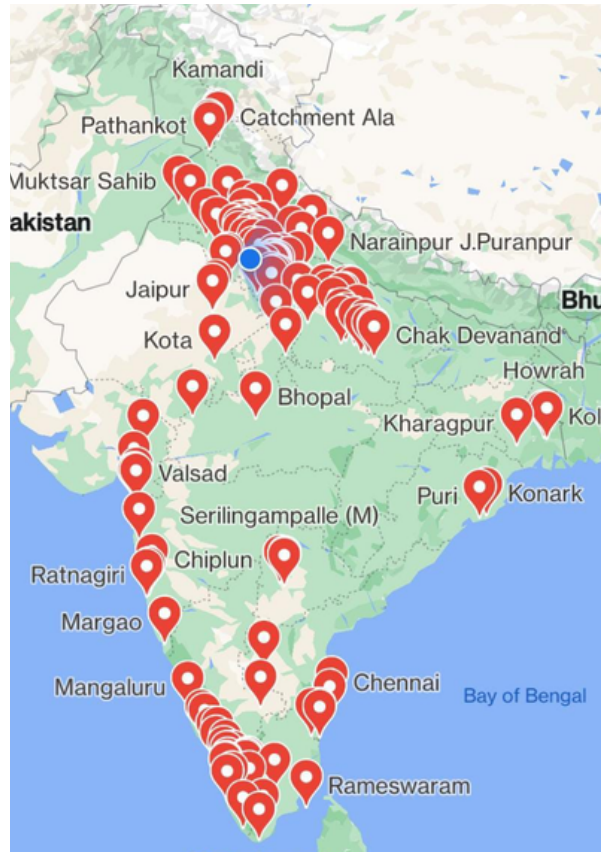 Kamandi
Pathankot
Catchment Ala
Muktsar Sahib
akistan
Narainpur J.Puranpur
Jaipur
Bhu
Kota
Chak Devanand
Howrah
Bhopal
Kharagpur
Kol
Valsad
Puri
Konark
Serilingampalle (M)
Chiplun
Ratnagiri
Margao
Mangaluru
Chennai
Bay of Bengal
Rameswaram